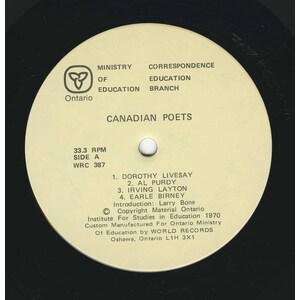 MINISTRY CORRESPONDENCE
OF EDUCATION
EDUCATION BRANCH
Ontario
CANADIAN POETS
33.3 RPM
SIDE A
WRC 387
1. DOROTHY LIVESAY
2. AL PURDY
3. IRVING LAYTON
4. EARLE BIRNEY
Introduction: Larry Bone
© Copyright Material Ontario
Institute For Studies in Education 1970
Custom Manufactured For Ontario Ministry
Of Education by WORLD RECORDS
Oshawa, Ontario L1H 3X1